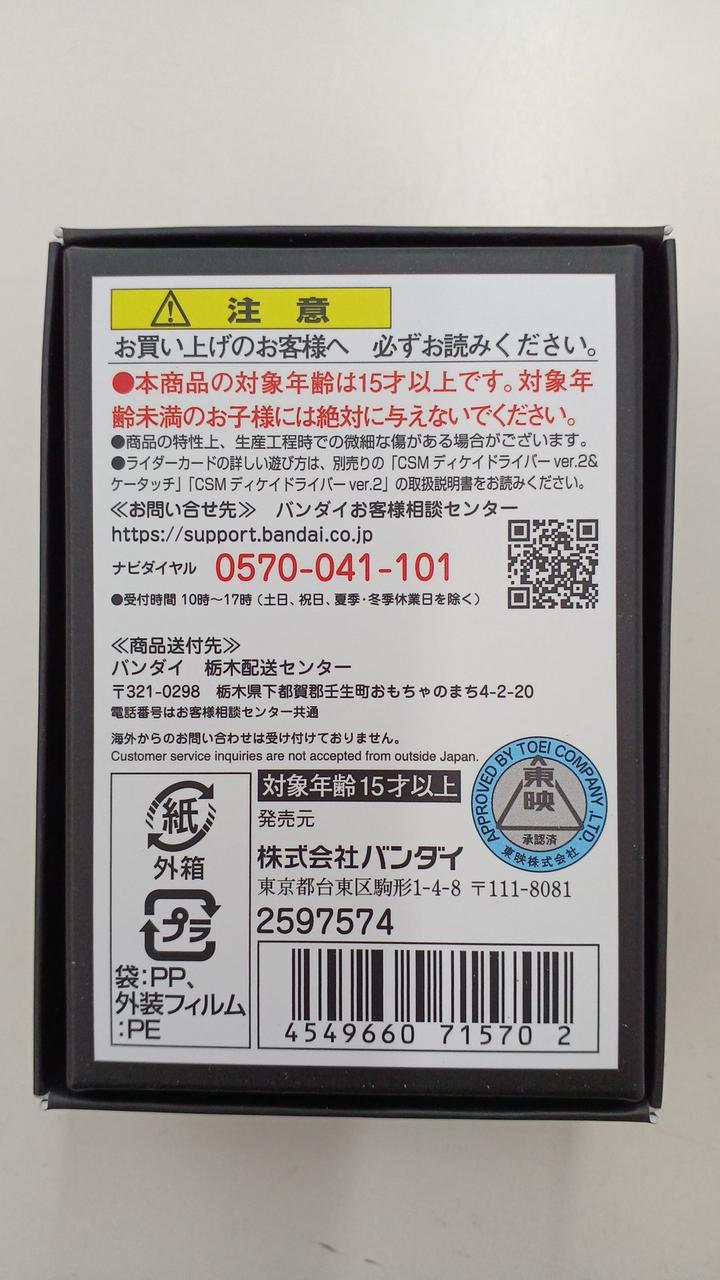 注意
お買い上げのお客様へ 必ずお読みください。
●本商品の対象年齢は15才以上です。対象年
齢未満のお子様には絶対に与えないでください。
●商品の特性上、生産工程時での微細な傷がある場合がございます。
●ライダーカードの詳しい遊び方は、別売りの「CSM ディケイドライバー ver.2&
ケータッチ」「CSM ディケイドライバー ver.2」の取扱説明書をお読みください。
≪お問い合せ先≫ バンダイお客様相談センター
https://support.bandai.co.jp
ナビダイヤル 0570-041-101
●受付時間 10時～17時（土日、祝日、夏季・冬季休業日を除く）
≪商品送付先≫
バンダイ 栃木配送センター
〒321-0298 栃木県下都賀郡壬生町おもちゃのまち4-2-20
電話番号はお客様相談センター共通
海外からのお問い合わせは受け付けておりません。
Customer service inquiries are not accepted from outside Japan.
紙
外箱
プラ
袋:PP、
外装フィルム
:PE
対象年齢15才以上
発売元
株式会社バンダイ
東京都台東区駒形1-4-8 〒111-8081
2597574
4549660 71570 2
APPROVED BY TOEI COMPANY, LTD.
東映
承認済
東映株式会社